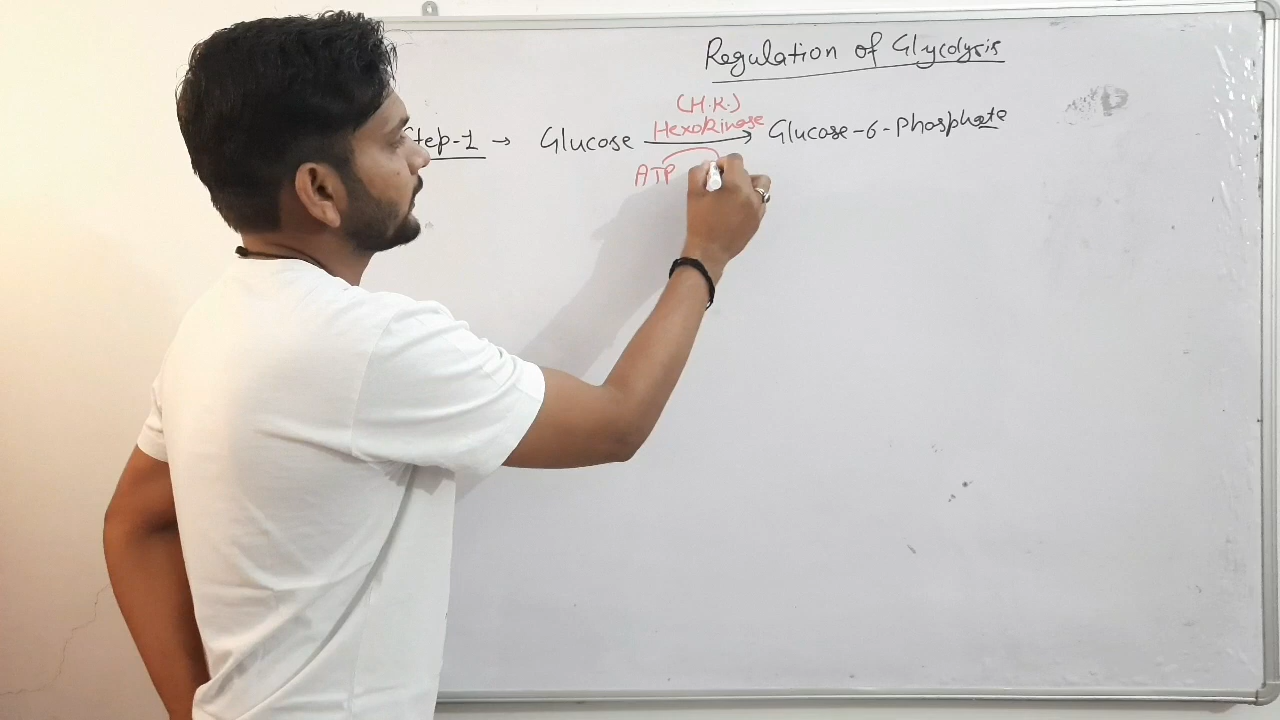 Regulation of Glycolysis
(H.K.)
Hexokinase
Step-1 → Glucose → Glucose-6-Phosphate
ATP